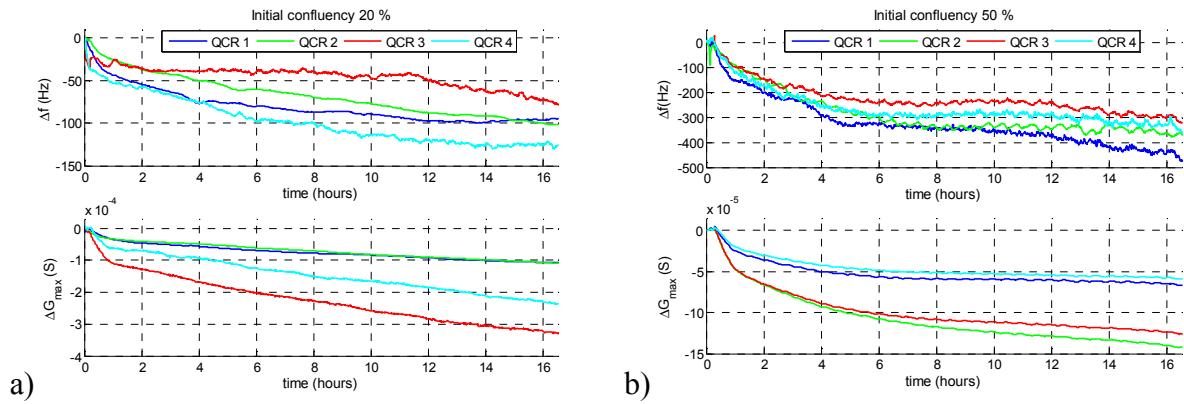 Initial confluency 20 %
QCR 1 QCR 2 QCR 3 QCR 4
0
-50
-100
-150
Δf (Hz)
0 2 4 6 8 10 12 14 16
time (hours)
x 10^-4
0
-1
-2
-3
-4
ΔG_max (S)
0 2 4 6 8 10 12 14 16
time (hours)
a)
Initial confluency 50 %
QCR 1 QCR 2 QCR 3 QCR 4
0
-100
-200
-300
-400
-500
Δf(Hz)
0 2 4 6 8 10 12 14 16
time (hours)
x 10^-5
0
-5
-10
-15
ΔG_max (S)
0 2 4 6 8 10 12 14 16
time (hours)
b)